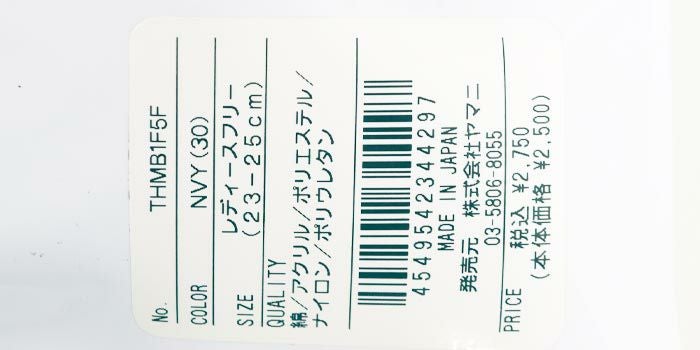 No. THMB1F5F
COLOR NVY(30)
SIZE レディースフリー
(23-25cm)
QUALITY
綿/アクリル/ポリエステル/
ナイロン/ポリウレタン
4549542344297
MADE IN JAPAN
発売元 株式会社ヤマニ
03-5806-8055
PRICE 税込 ¥2,750
(本体価格 ¥2,500)